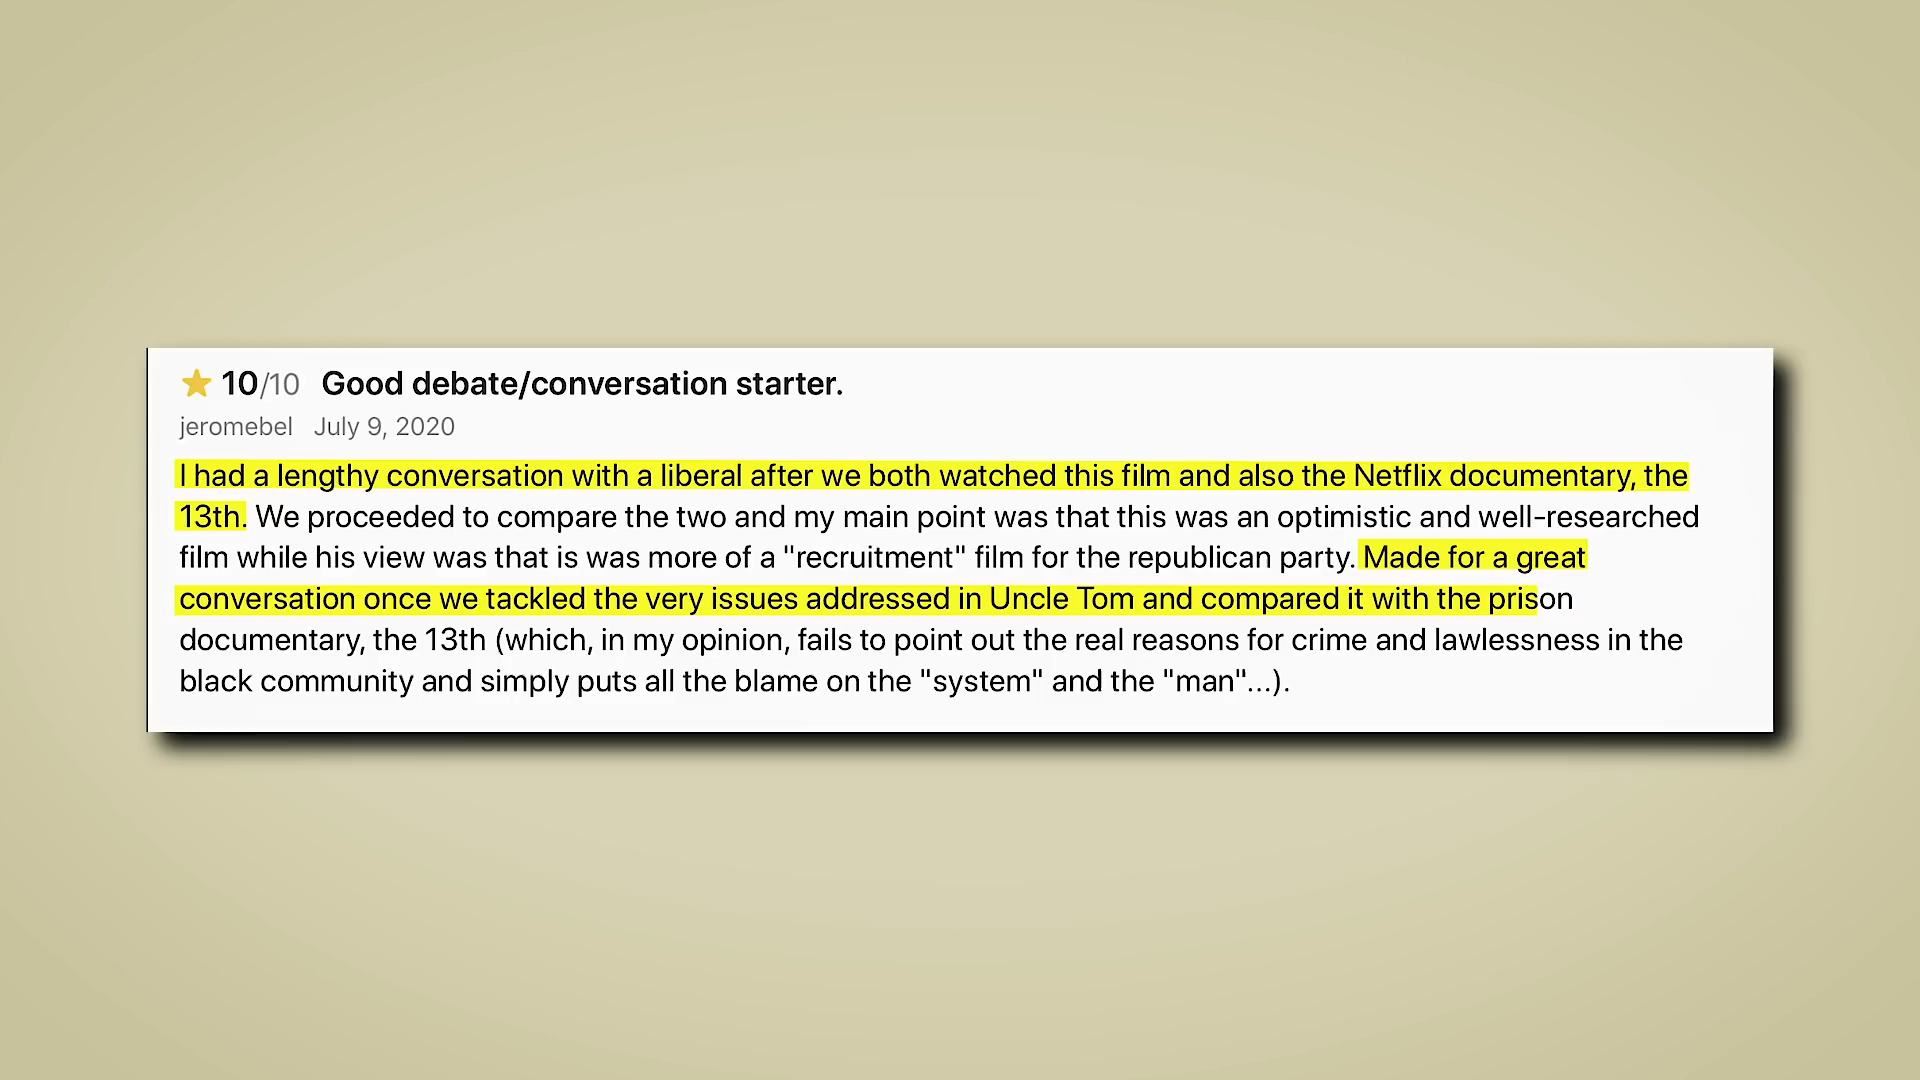 10/10 Good debate/conversation starter.
jeromebel July 9, 2020
I had a lengthy conversation with a liberal after we both watched this film and also the Netflix documentary, the
13th. We proceeded to compare the two and my main point was that this was an optimistic and well-researched
film while his view was that is was more of a "recruitment" film for the republican party. Made for a great
conversation once we tackled the very issues addressed in Uncle Tom and compared it with the prison
documentary, the 13th (which, in my opinion, fails to point out the real reasons for crime and lawlessness in the
black community and simply puts all the blame on the "system" and the "man"...).